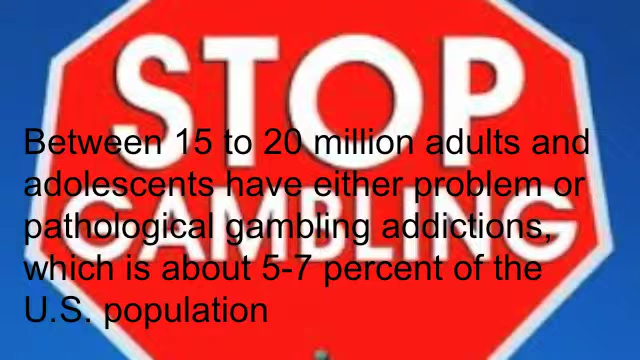 STOP
GAMBLING
Between 15 to 20 million adults and
adolescents have either problem or
pathological gambling addictions,
which is about 5-7 percent of the
U.S. population